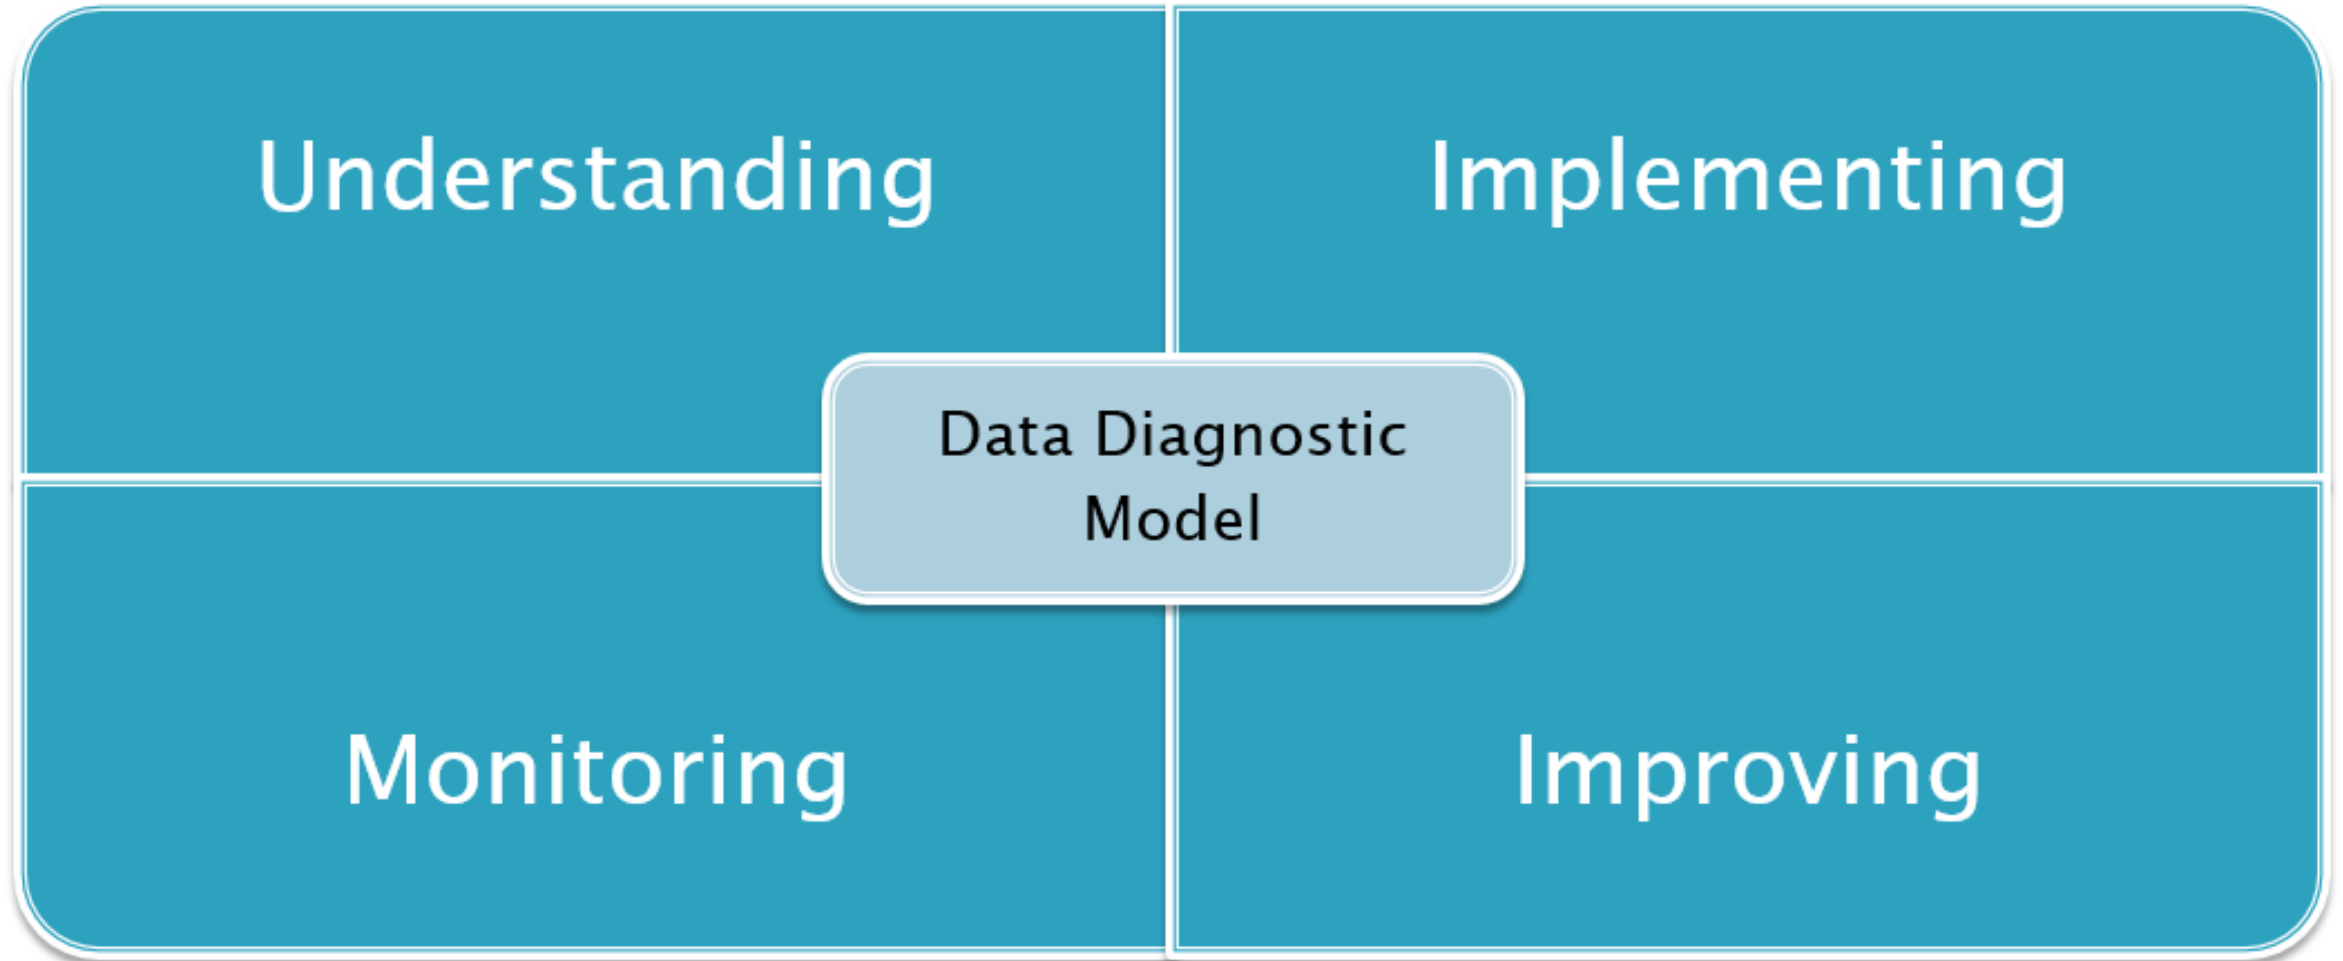 Understanding
Implementing
Data Diagnostic
Model
Monitoring
Improving